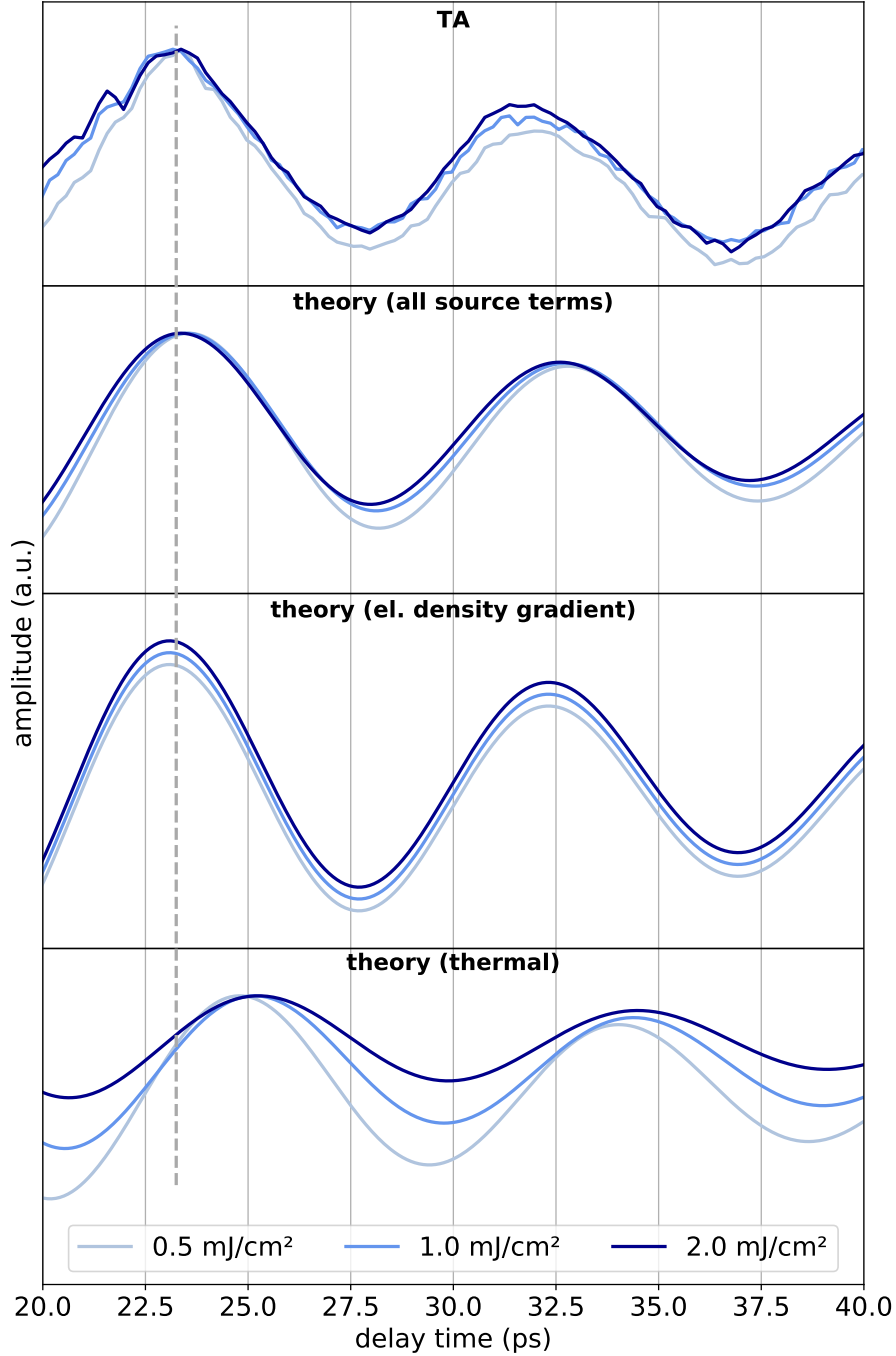 TA
theory (all source terms)
theory (el. density gradient)
theory (thermal)
amplitude (a.u.)
0.5 mJ/cm² 1.0 mJ/cm² 2.0 mJ/cm²
20.0 22.5 25.0 27.5 30.0 32.5 35.0 37.5 40.0
delay time (ps)